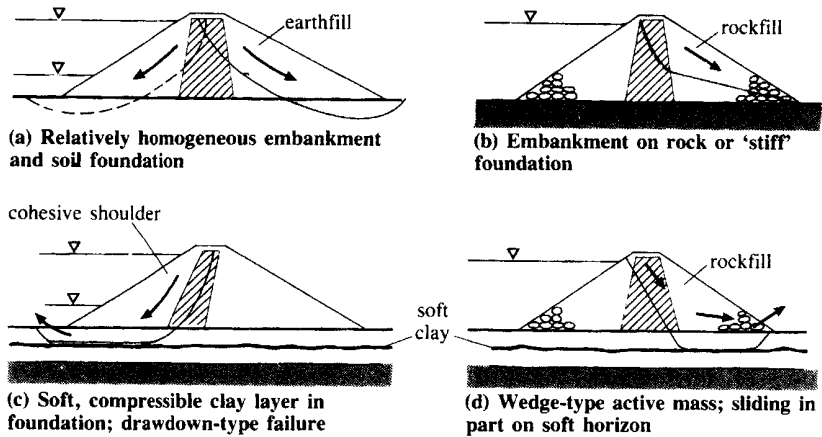 earthfill
(a) Relatively homogeneous embankment
and soil foundation
rockfill
(b) Embankment on rock or ‘stiff’
foundation
cohesive shoulder
soft
clay
(c) Soft, compressible clay layer in
foundation; drawdown-type failure
rockfill
(d) Wedge-type active mass; sliding in
part on soft horizon